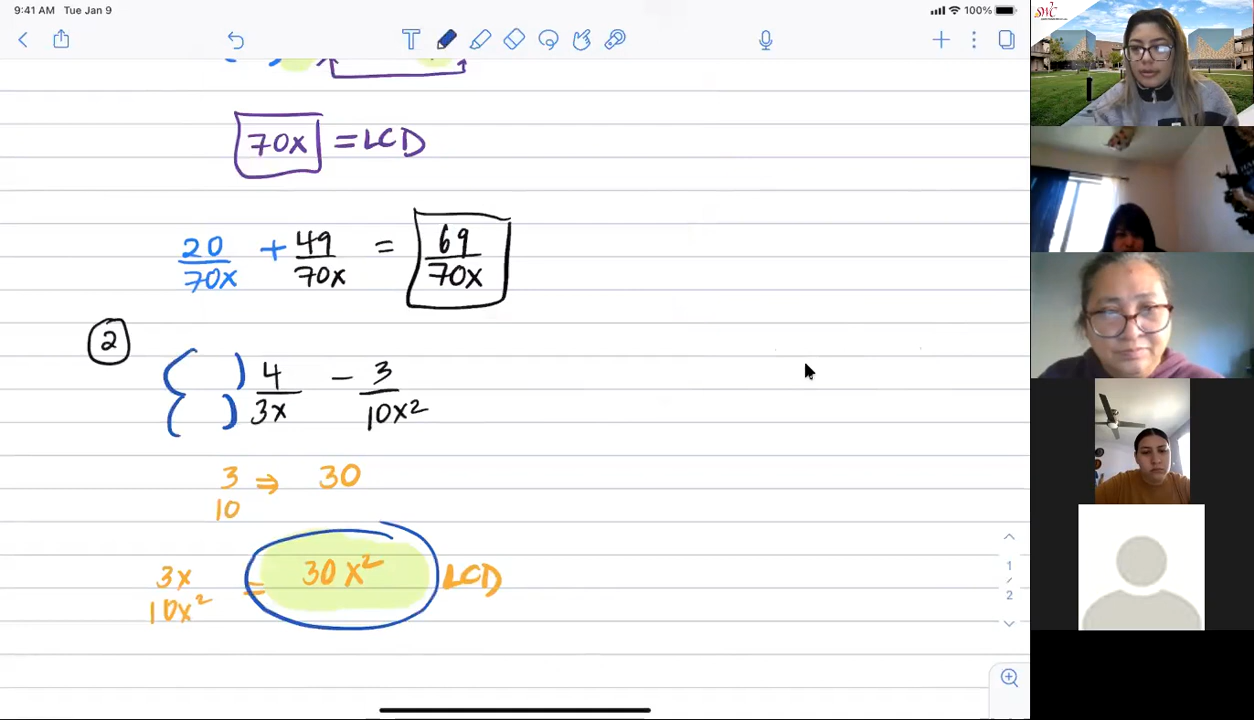 9:41 AM Tue Jan 9
100%
SWC
T
70x = LCD
20/70x + 49/70x = 69/70x
2
( ) 4/3x - 3/10x²
( )
3 ⇒ 30
10
3x = 30x² LCD
10x²
1
/
2